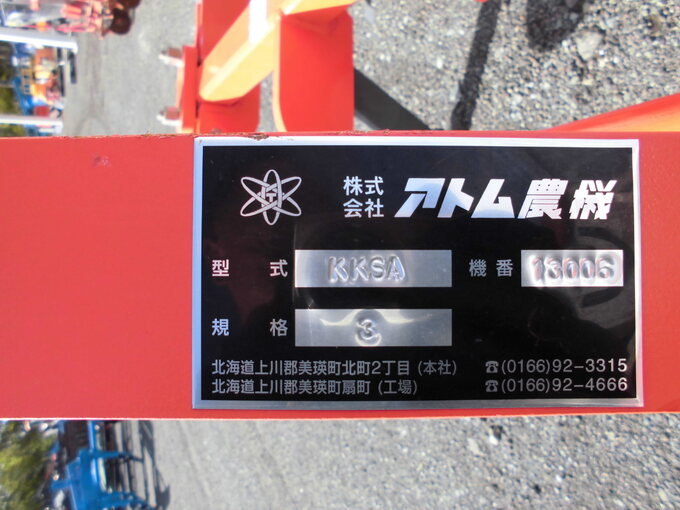 株式会社 アトム農機
型式 KKSA 機番 13006
規格 3
北海道上川郡美瑛町北町2丁目 (本社) ☎(0166)92-3315
北海道上川郡美瑛町扇町 (工場) ☎(0166)92-4666